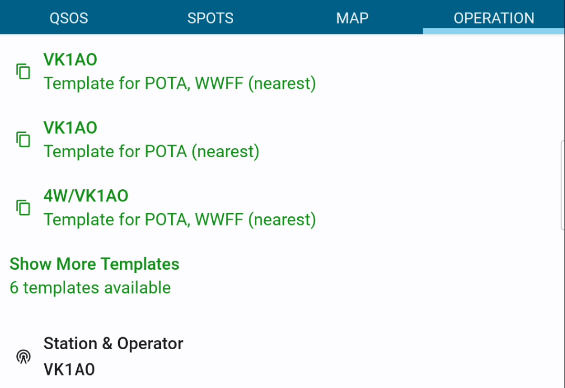 QSOS SPOTS MAP OPERATION
VK1AO
Template for POTA, WWFF (nearest)
VK1AO
Template for POTA (nearest)
4W/VK1AO
Template for POTA, WWFF (nearest)
Show More Templates
6 templates available
Station & Operator
VK1AO